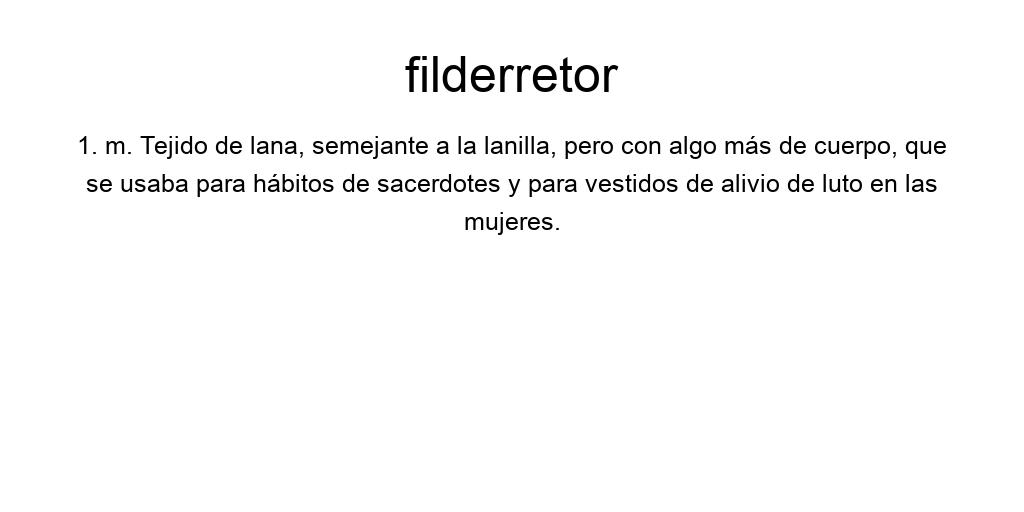 filderretor
1. m. Tejido de lana, semejante a la lanilla, pero con algo más de cuerpo, que
se usaba para hábitos de sacerdotes y para vestidos de alivio de luto en las
mujeres.